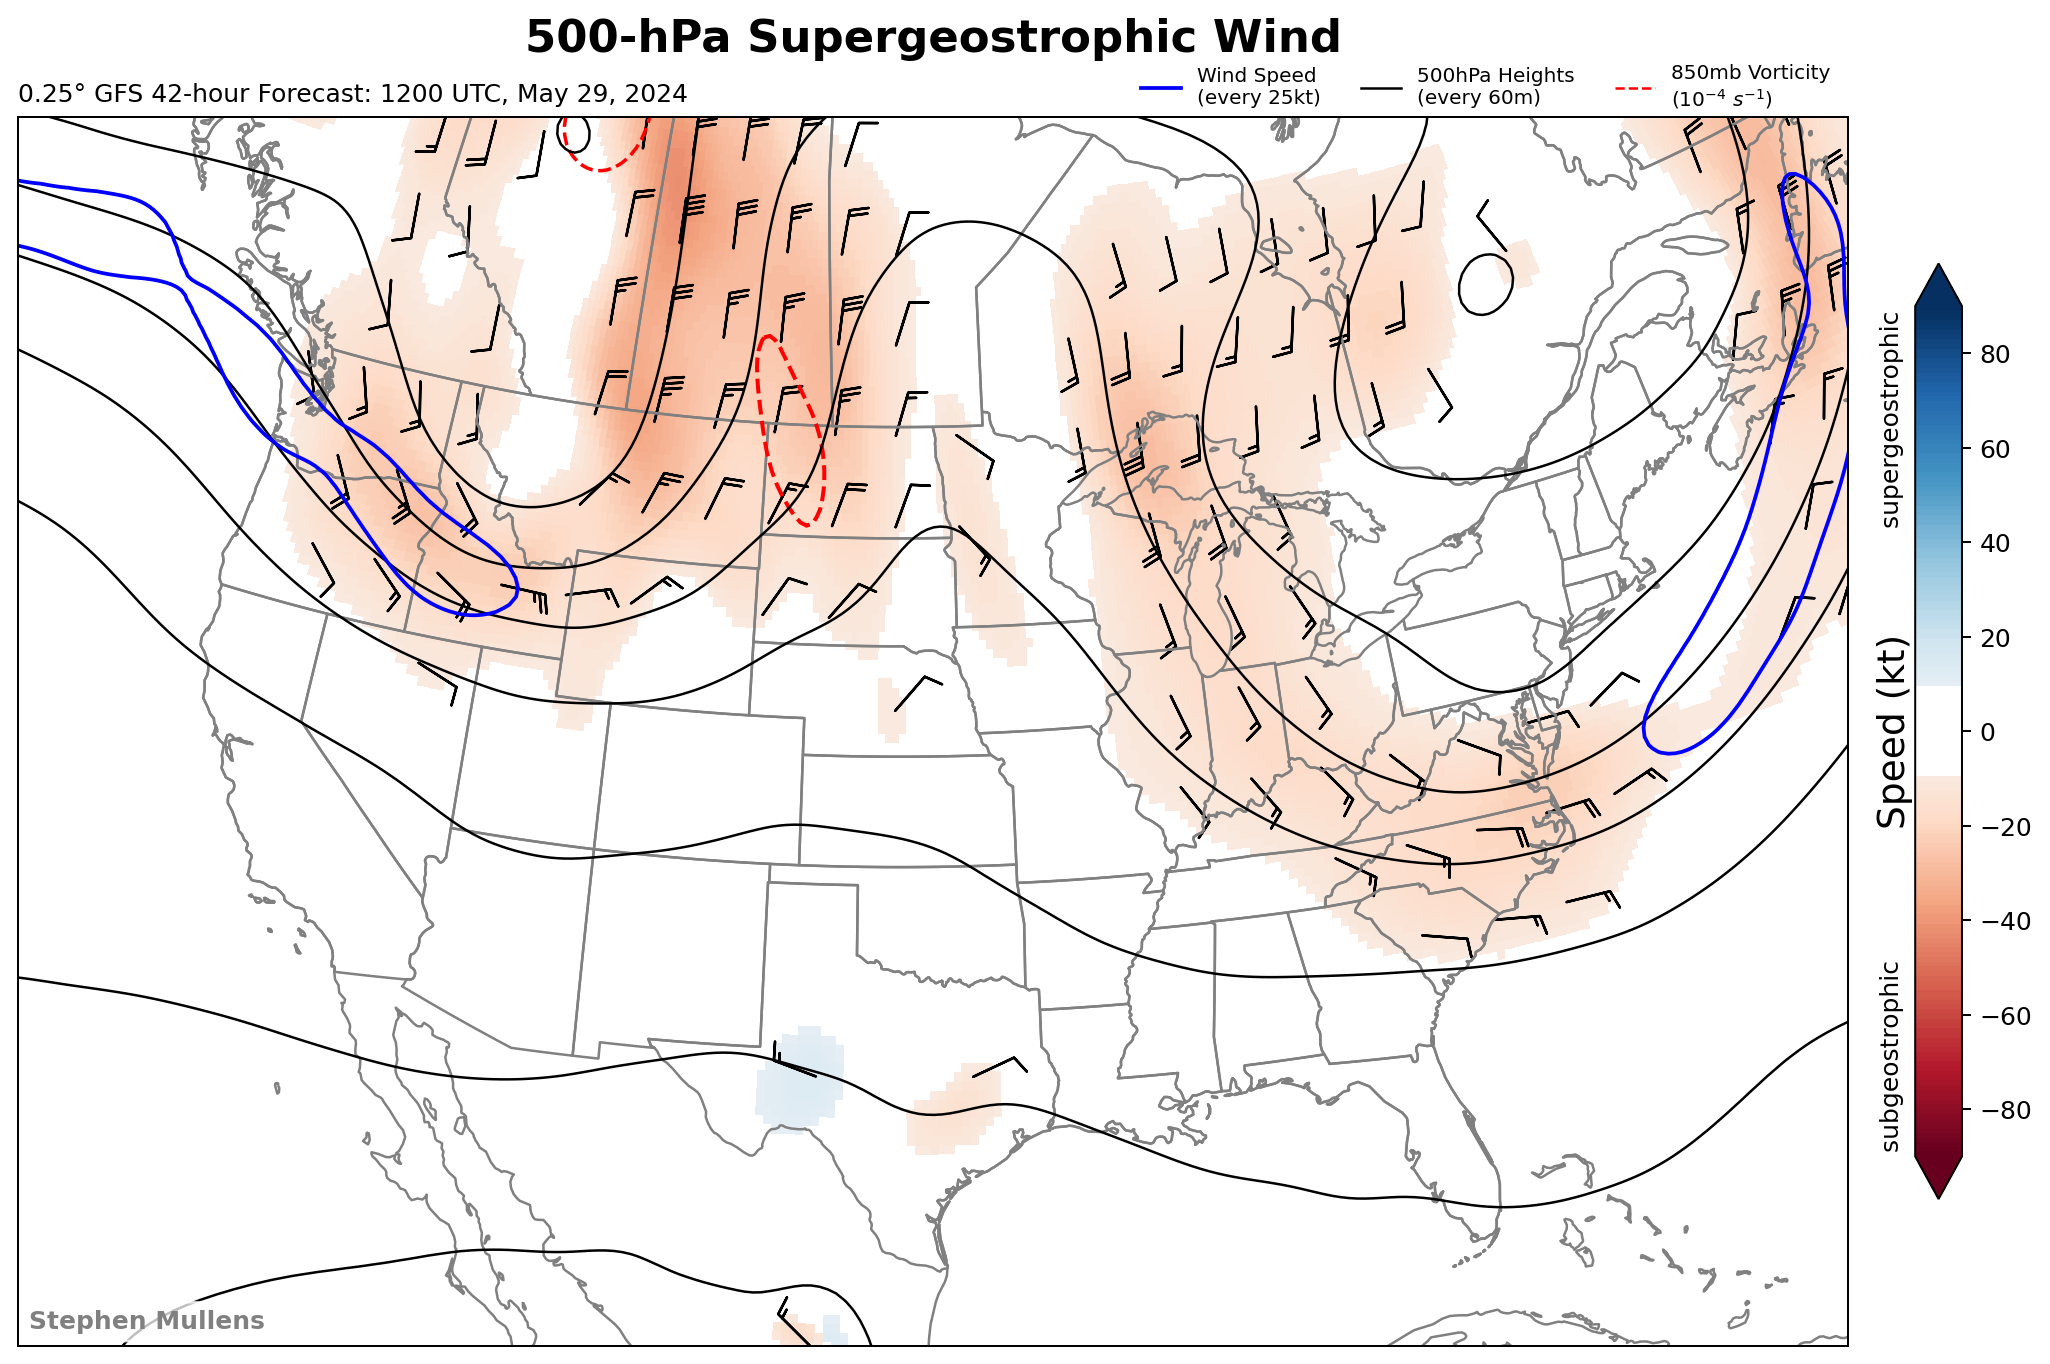 500-hPa Supergeostrophic Wind
0.25° GFS 42-hour Forecast: 1200 UTC, May 29, 2024
Wind Speed
(every 25kt)
500hPa Heights
(every 60m)
850mb Vorticity
(10⁻⁴ s⁻¹)
supergeostrophic
Speed (kt)
subgeostrophic
80
60
40
20
0
−20
−40
−60
−80
Stephen Mullens